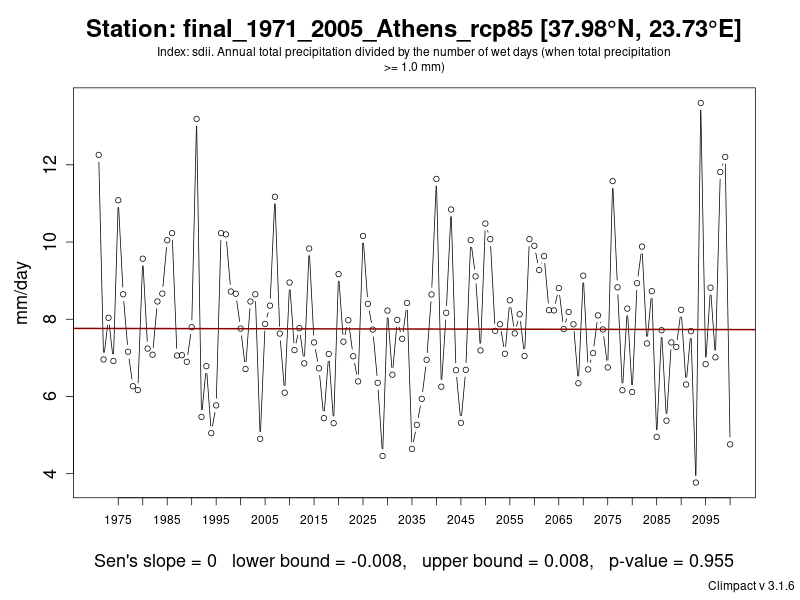 Station: final_1971_2005_Athens_rcp85 [37.98°N, 23.73°E]
Index: sdii. Annual total precipitation divided by the number of wet days (when total precipitation
>= 1.0 mm)
mm/day
12
10
8
6
4
1975 1985 1995 2005 2015 2025 2035 2045 2055 2065 2075 2085 2095
Sen's slope = 0 lower bound = -0.008, upper bound = 0.008, p-value = 0.955
Climpact v 3.1.6